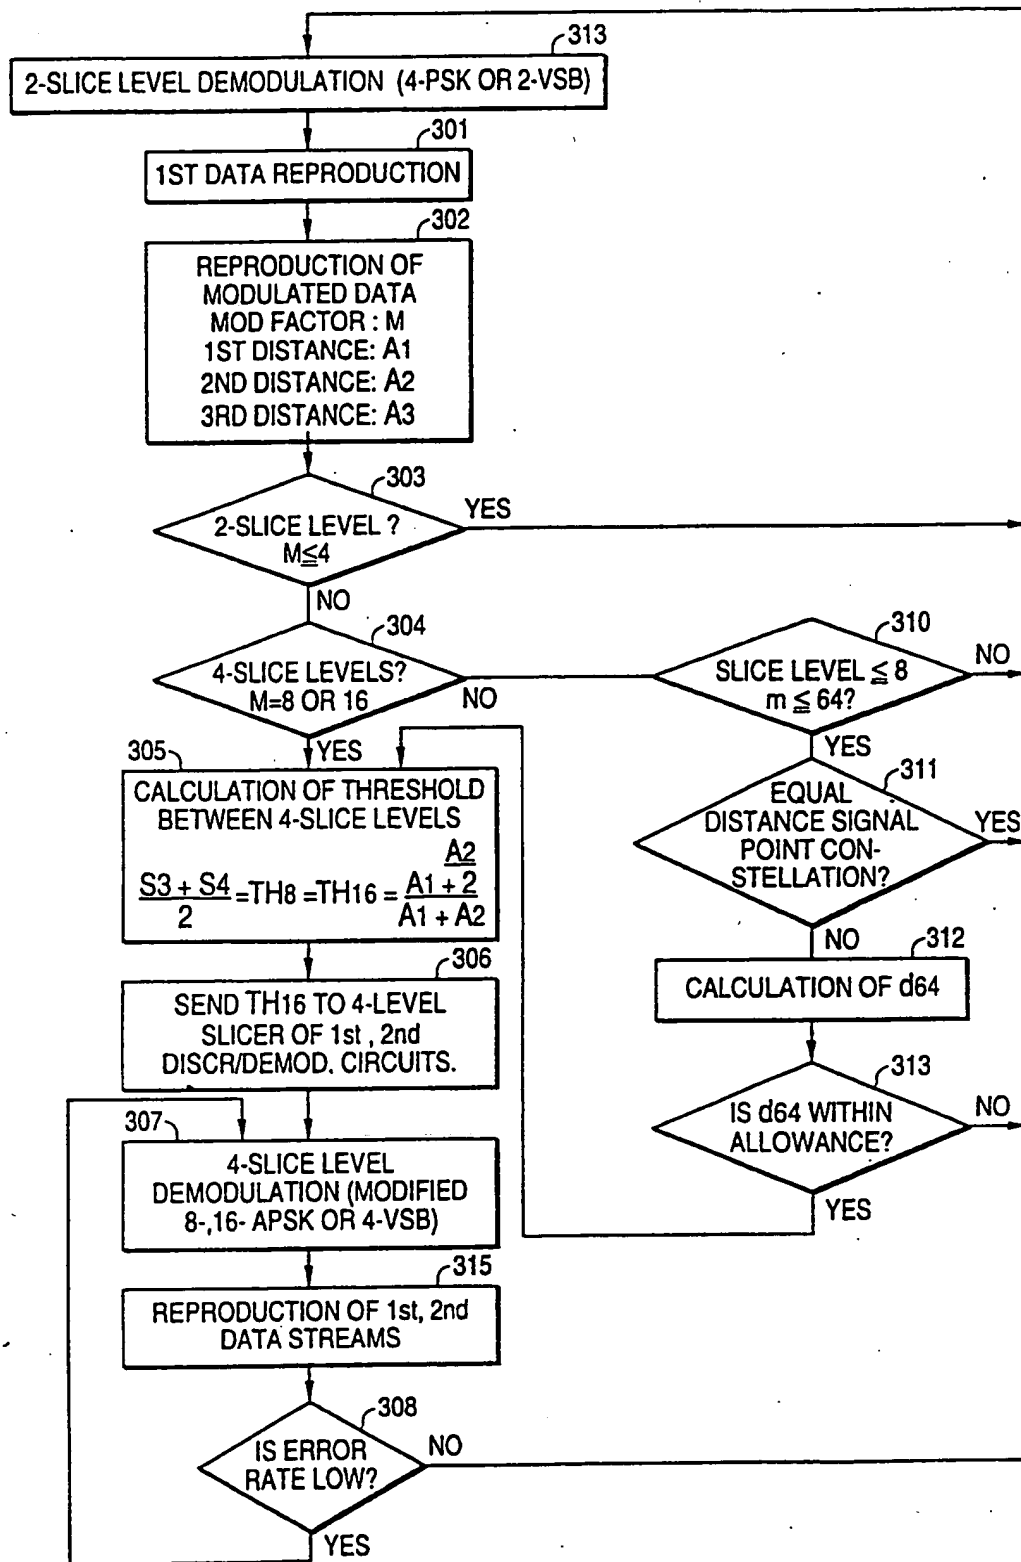 313
2-SLICE LEVEL DEMODULATION (4-PSK OR 2-VSB)
301
1ST DATA REPRODUCTION
302
REPRODUCTION OF
MODULATED DATA
MOD FACTOR : M
1ST DISTANCE: A1
2ND DISTANCE: A2
3RD DISTANCE: A3
303
2-SLICE LEVEL ?
M≦4
YES
NO
304
4-SLICE LEVELS?
M=8 OR 16
NO
YES
310
SLICE LEVEL ≦ 8
m ≦ 64?
NO
YES
305
CALCULATION OF THRESHOLD
BETWEEN 4-SLICE LEVELS
S3 + S4 / 2 =TH8 =TH16 = A1 + A2/2 / A1 + A2
311
EQUAL
DISTANCE SIGNAL
POINT CON-
STELLATION?
YES
NO
306
SEND TH16 TO 4-LEVEL
SLICER OF 1st , 2nd
DISCR/DEMOD. CIRCUITS.
312
CALCULATION OF d64
313
IS d64 WITHIN
ALLOWANCE?
NO
YES
307
4-SLICE LEVEL
DEMODULATION (MODIFIED
8-,16- APSK OR 4-VSB)
315
REPRODUCTION OF 1st, 2nd
DATA STREAMS
308
IS ERROR
RATE LOW?
NO
YES